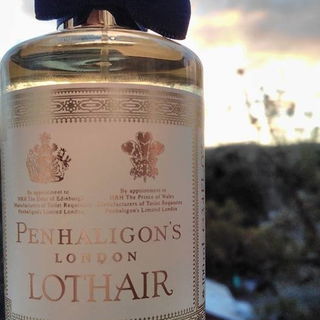 By appointment to
By appointment to
HRH The Duke of Edinburgh
HRH The Prince of Wales
Manufacturers of Toilet Requisites
Manufacturers of Toilet Requisites
Penhaligon's Limited London
Penhaligon's Limited London
PENHALIGON'S
LONDON
LOTHAIR